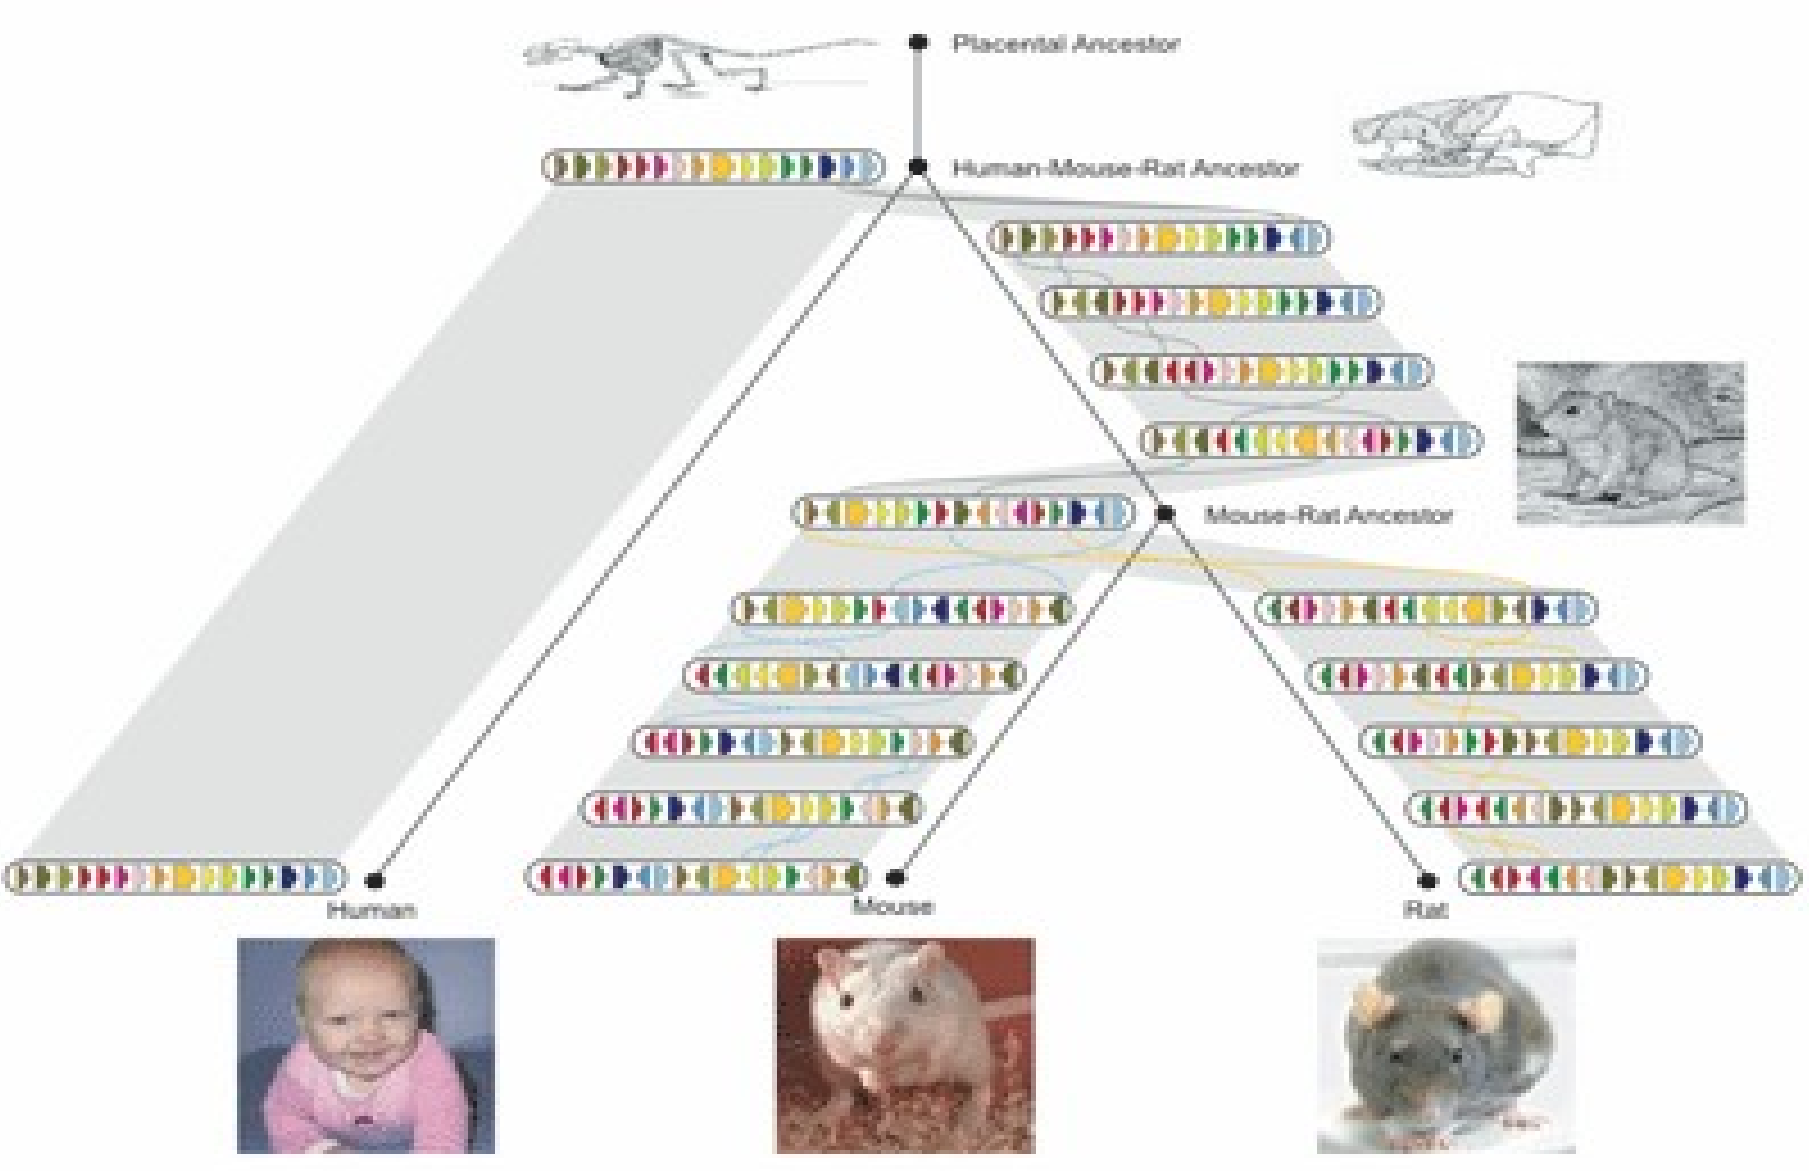 Placental Ancestor
Human-Mouse-Rat Ancestor
Mouse-Rat Ancestor
Human
Mouse
Rat